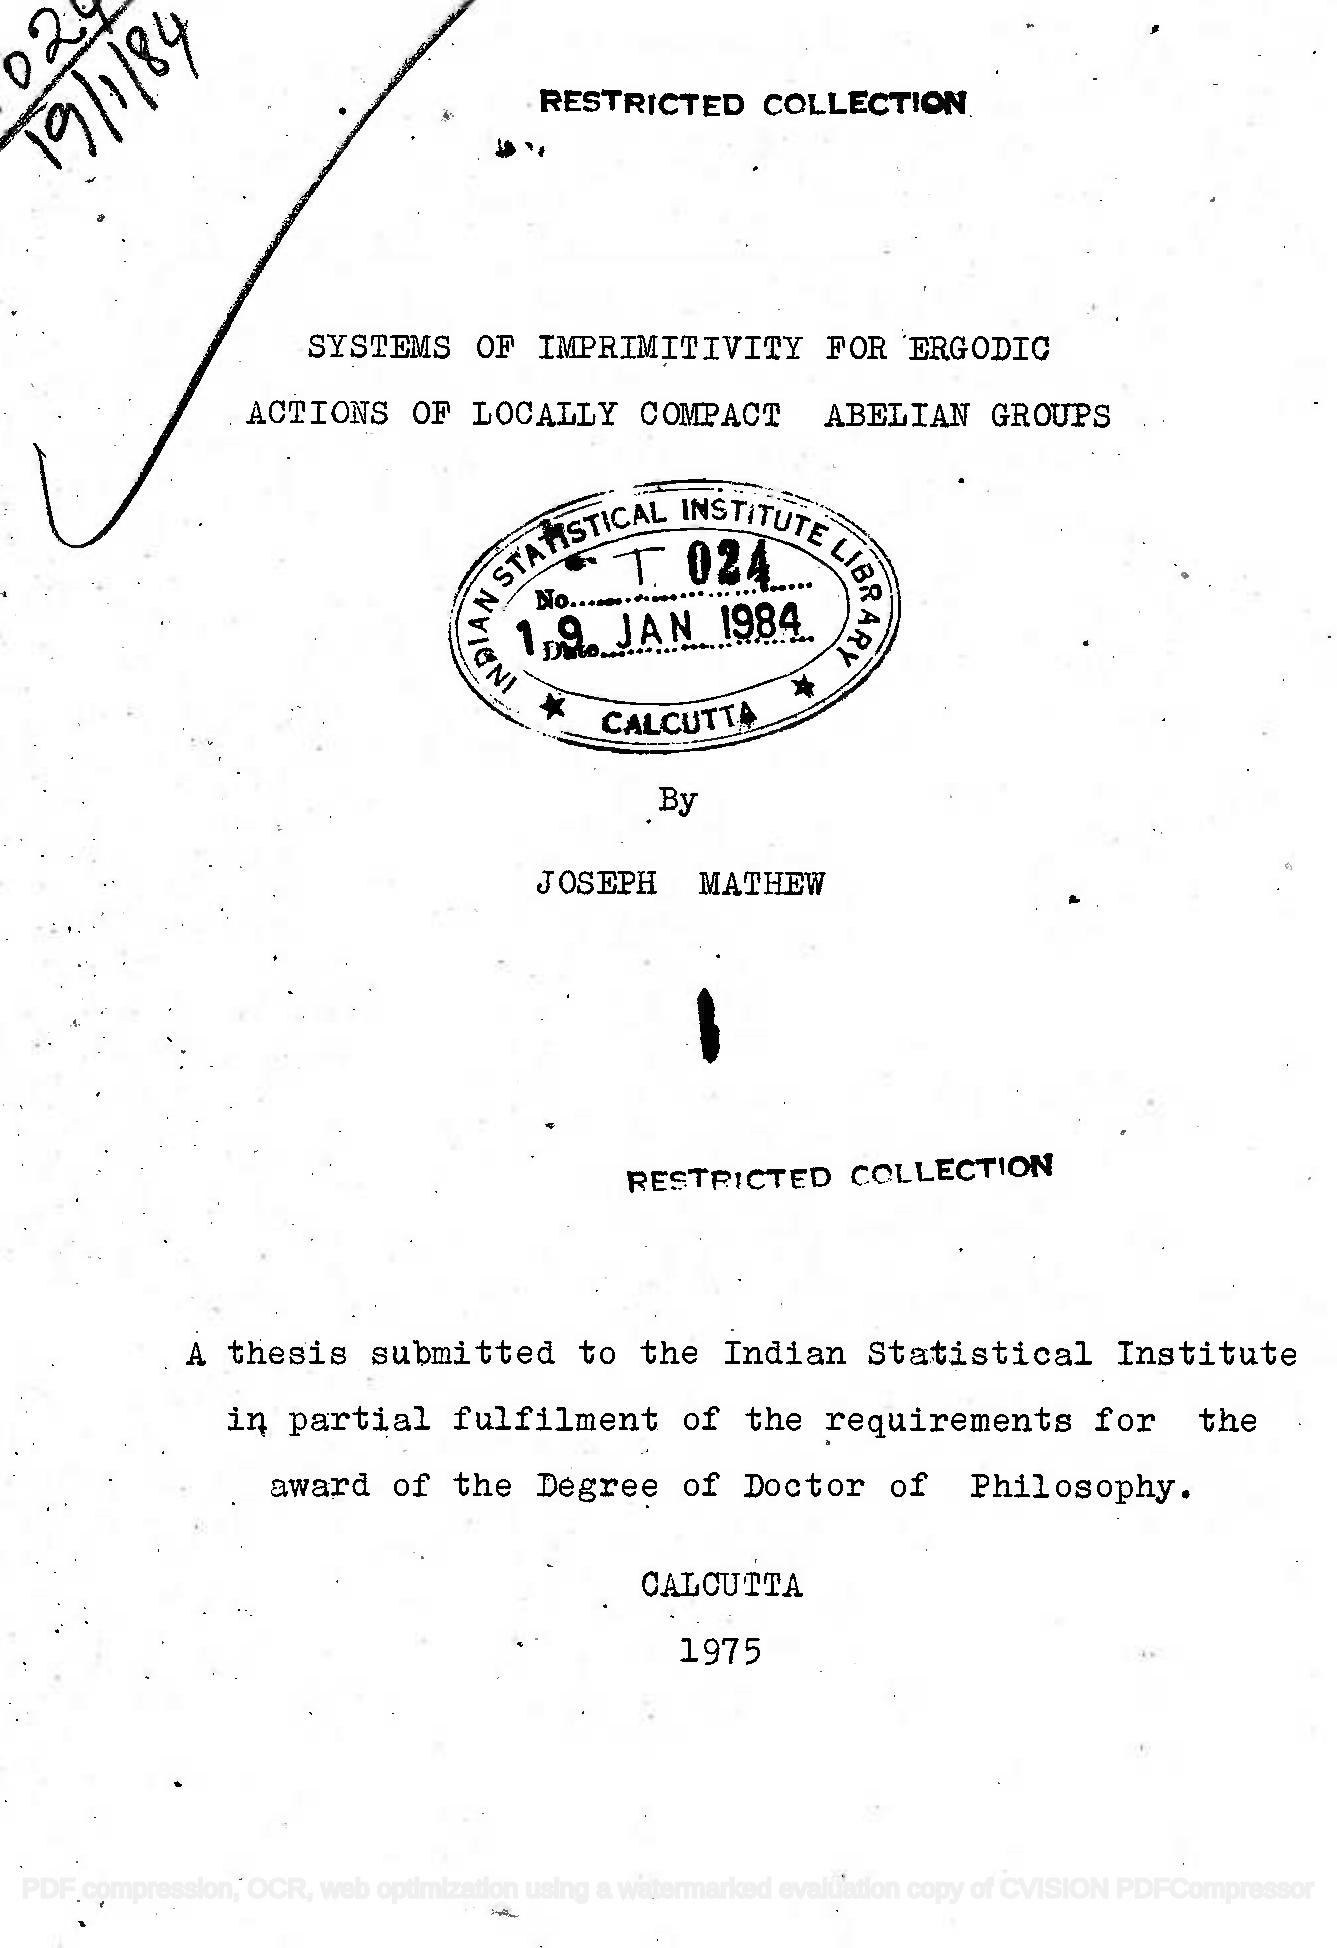 024
19/1/84
RESTRICTED COLLECTION
SYSTEMS OF IMPRIMITIVITY FOR ERGODIC
ACTIONS OF LOCALLY COMPACT ABELIAN GROUPS
INDIAN STATISTICAL INSTITUTE LIBRARY
No. T 024
Date 19 JAN 1984
★ CALCUTTA ★
By
JOSEPH MATHEW
RESTRICTED COLLECTION
A thesis submitted to the Indian Statistical Institute
in partial fulfilment of the requirements for the
award of the Degree of Doctor of Philosophy.
CALCUTTA
1975
PDF compression, OCR, web optimization using a watermarked evaluation copy of CVISION PDFCompressor